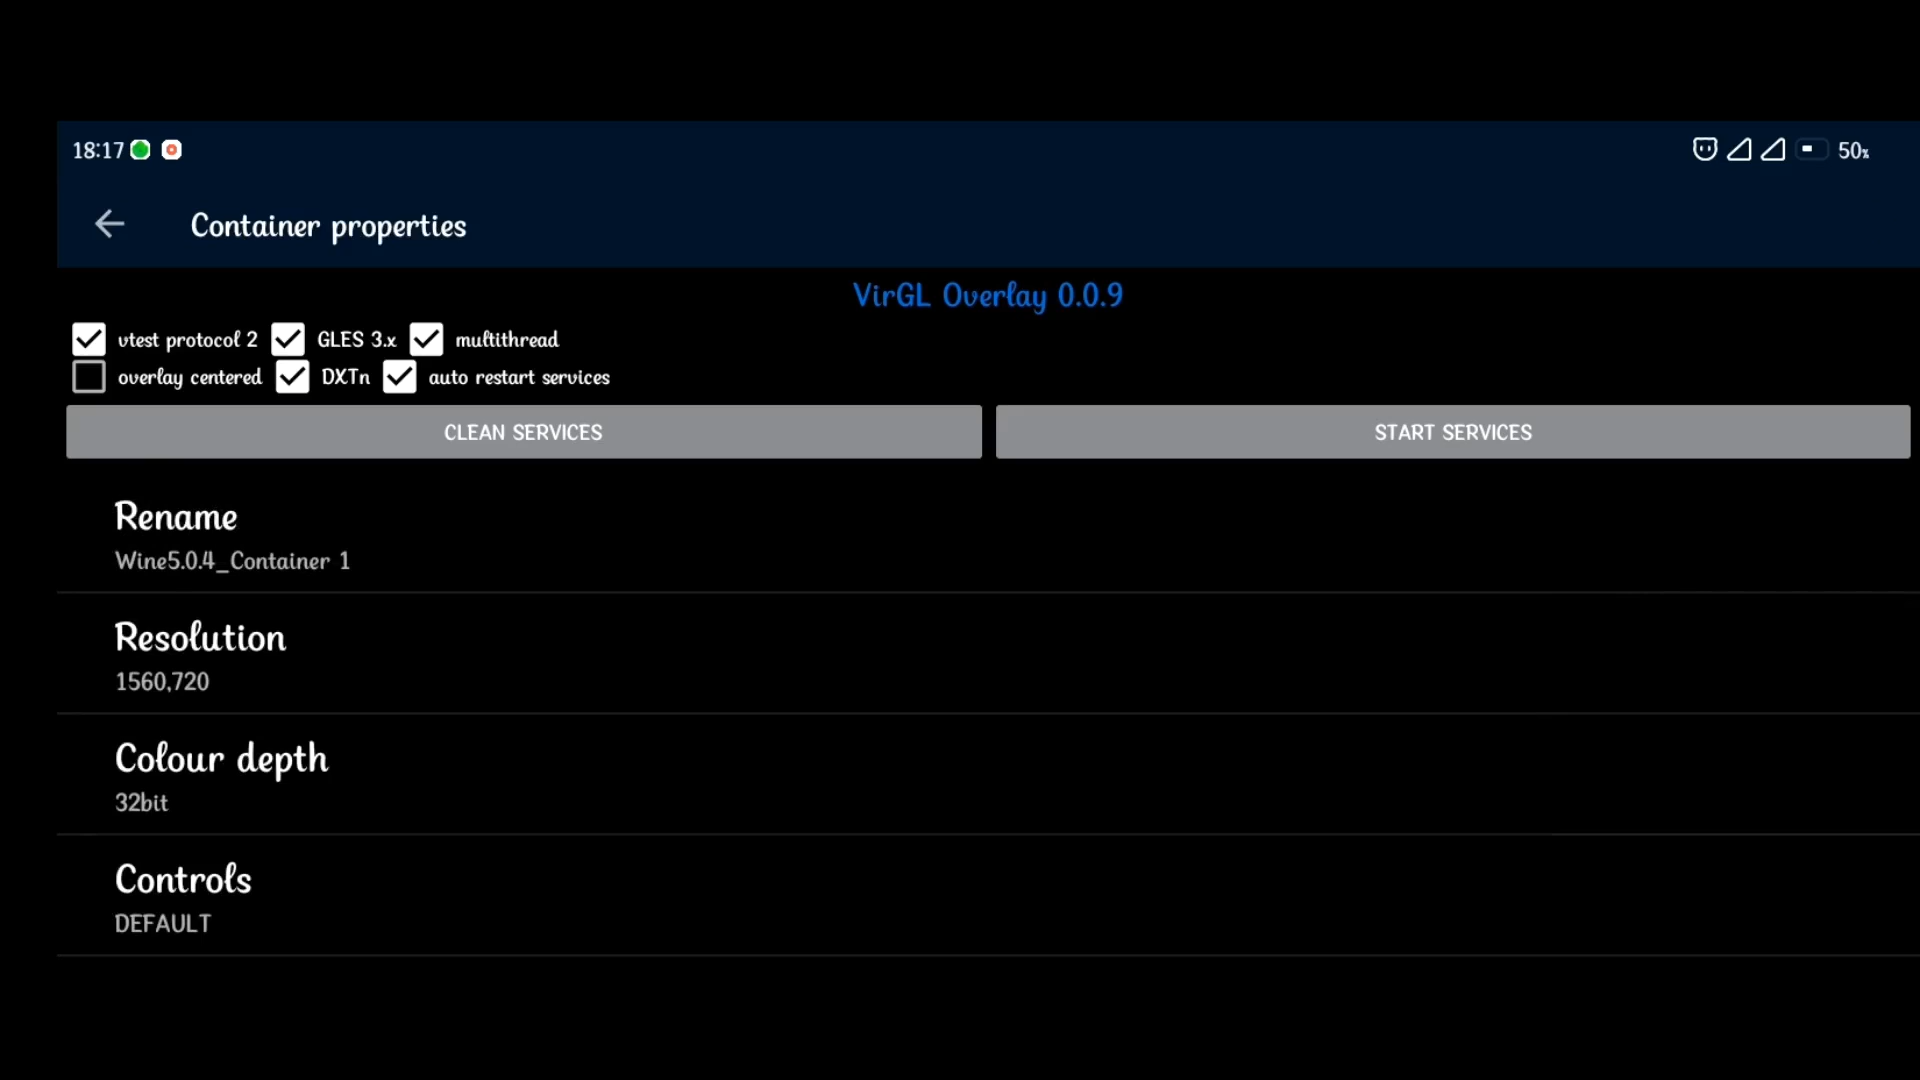 18:17 50%
Container properties
VirGL Overlay 0.0.9
vtest protocol 2 GLES 3.x multithread
overlay centered DXTn auto restart services
CLEAN SERVICES START SERVICES
Rename
Wine5.0.4_Container 1
Resolution
1560,720
Colour depth
32bit
Controls
DEFAULT